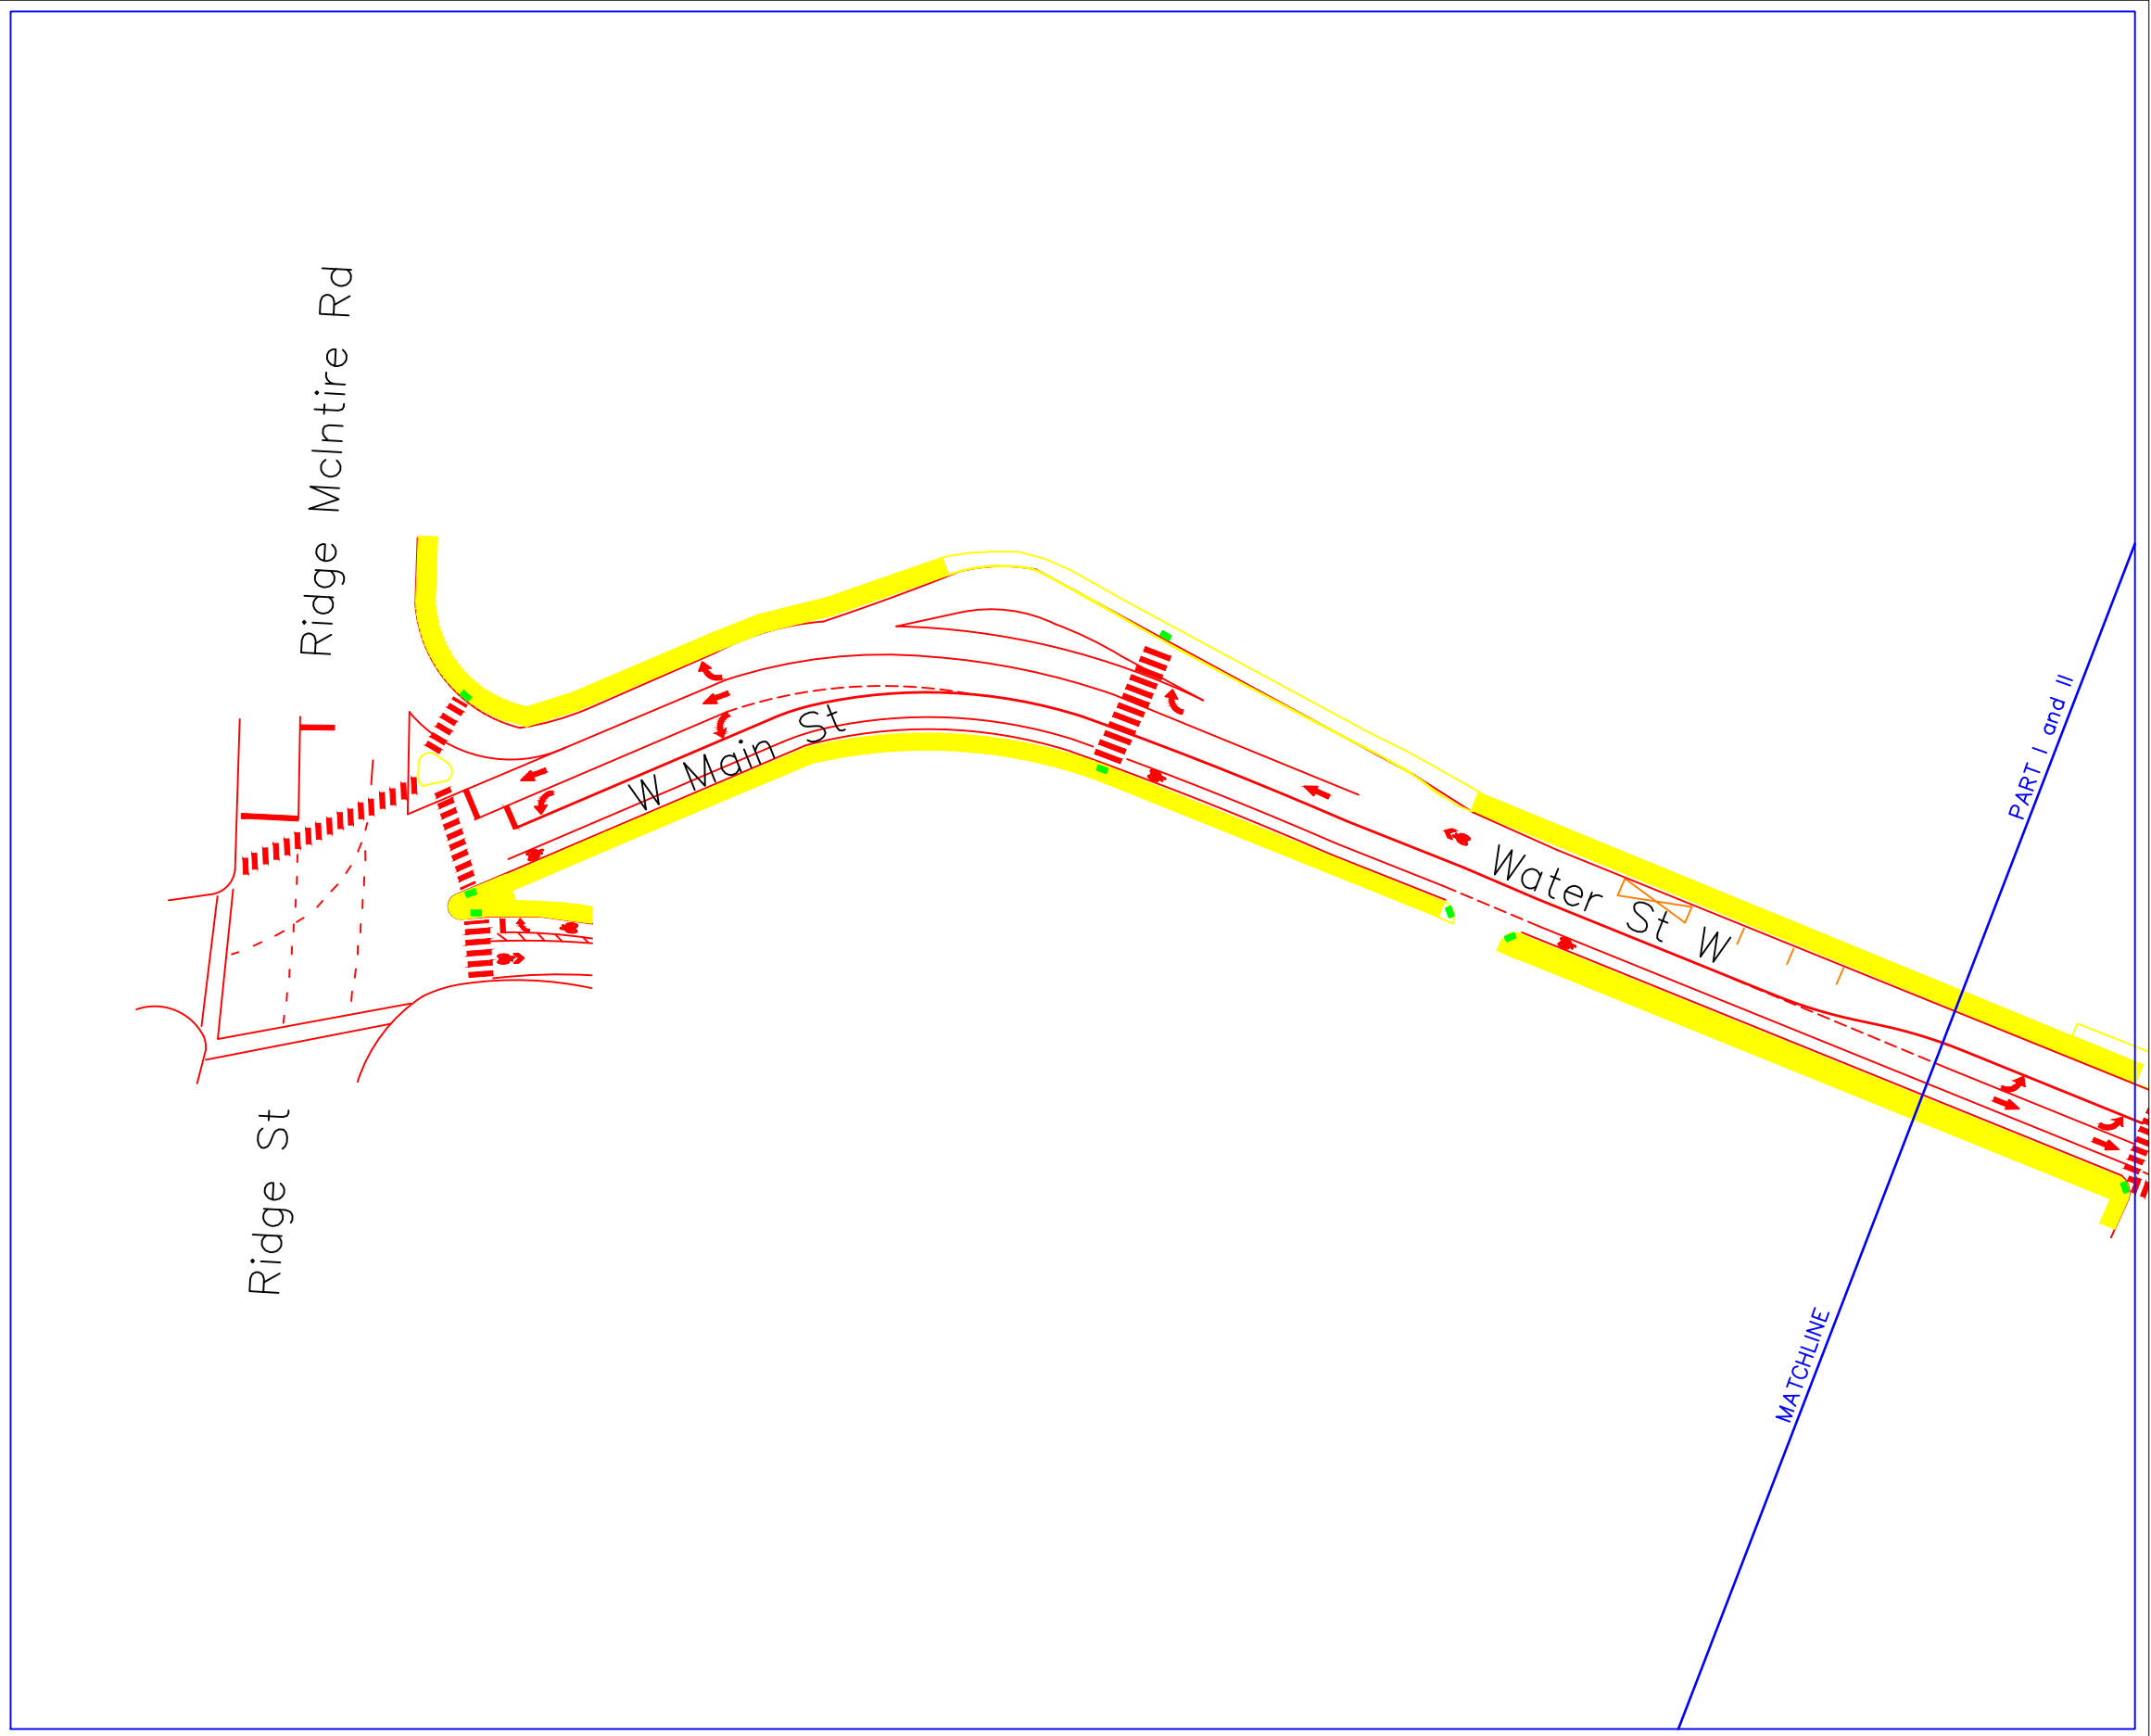 Ridge McIntire Rd
W Main St
Water St W
PART I and II
Ridge St
MATCHLINE